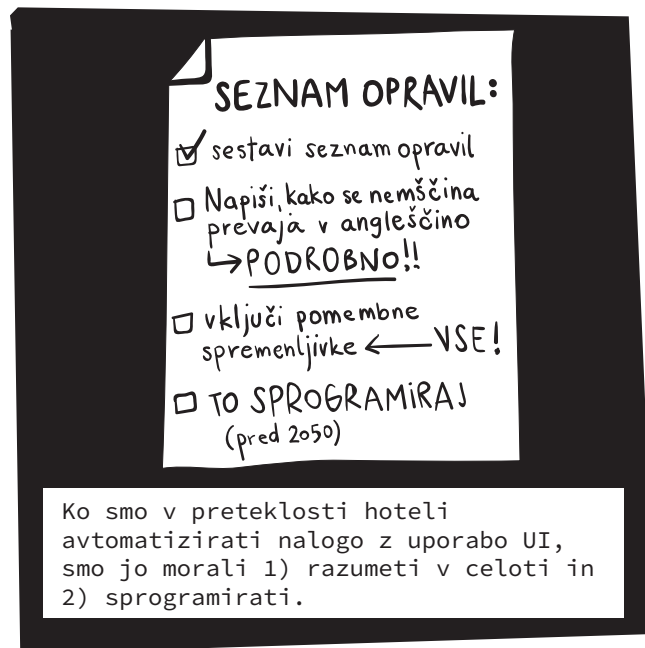 SEZNAM OPRAVIL:
sestavi seznam opravil
Napiši, kako se nemščina
prevaja v angleščino
PODROBNO!!
vključi pomembne
spremenljivke ← VSE!
TO SPROGRAMIRAJ
(pred 2050)
Ko smo v preteklosti hoteli
avtomatizirati nalogo z uporabo UI,
smo jo morali 1) razumeti v celoti in
2) sprogramirati.